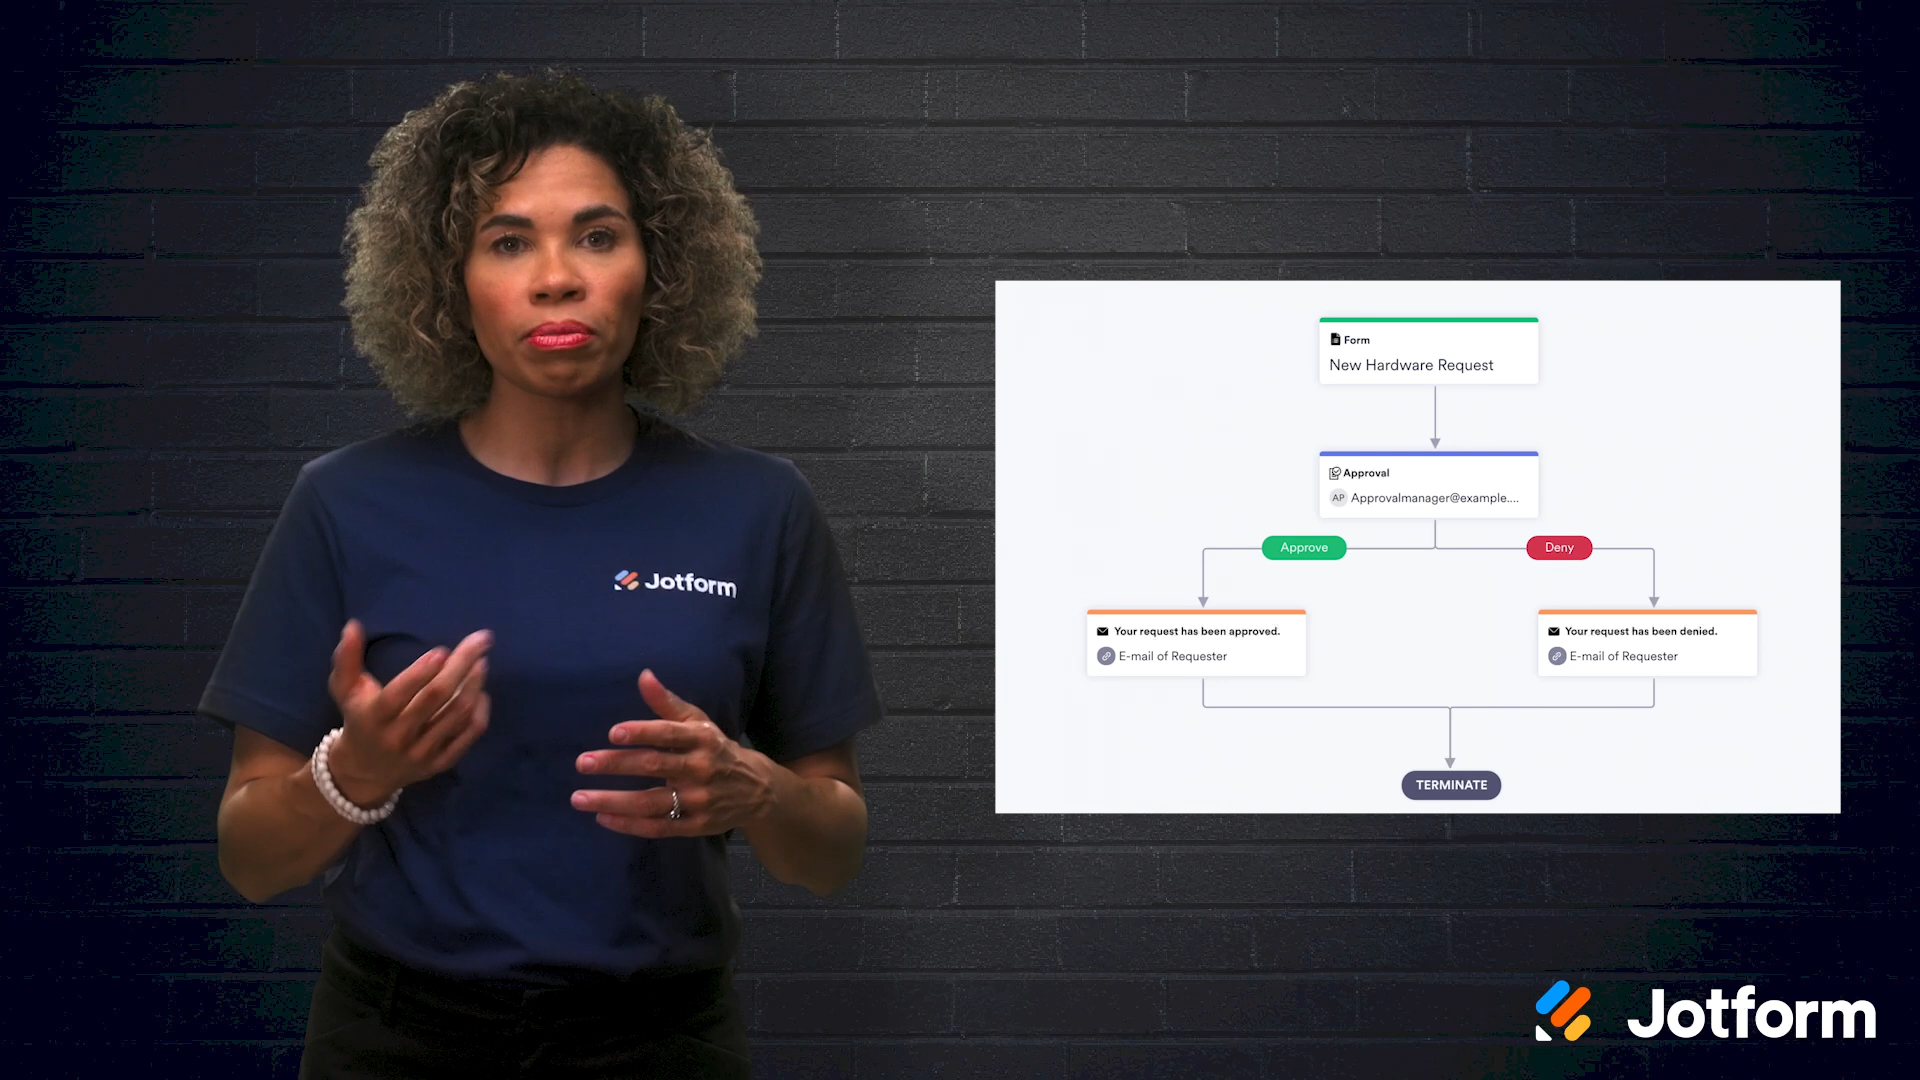 Jotform
Form
New Hardware Request
Approval
AP Approvalmanager@example....
Approve
Deny
Your request has been approved.
E-mail of Requester
Your request has been denied.
E-mail of Requester
TERMINATE
Jotform